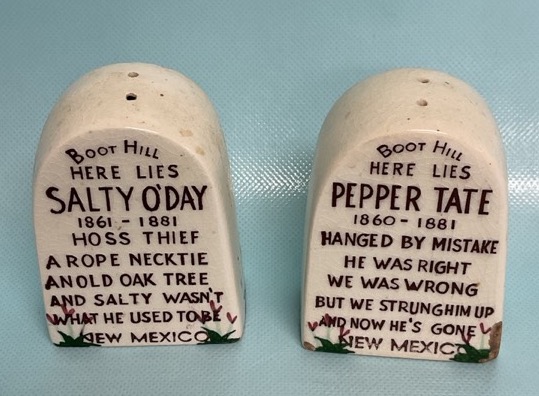 BOOT HILL
HERE LIES
SALTY O'DAY
1861 - 1881
HOSS THIEF
A ROPE NECKTIE
AN OLD OAK TREE
AND SALTY WASN'T
WHAT HE USED TO BE
NEW MEXICO
BOOT HILL
HERE LIES
PEPPER TATE
1860 - 1881
HANGED BY MISTAKE
HE WAS RIGHT
WE WAS WRONG
BUT WE STRUNG HIM UP
AND NOW HE'S GONE
NEW MEXICO